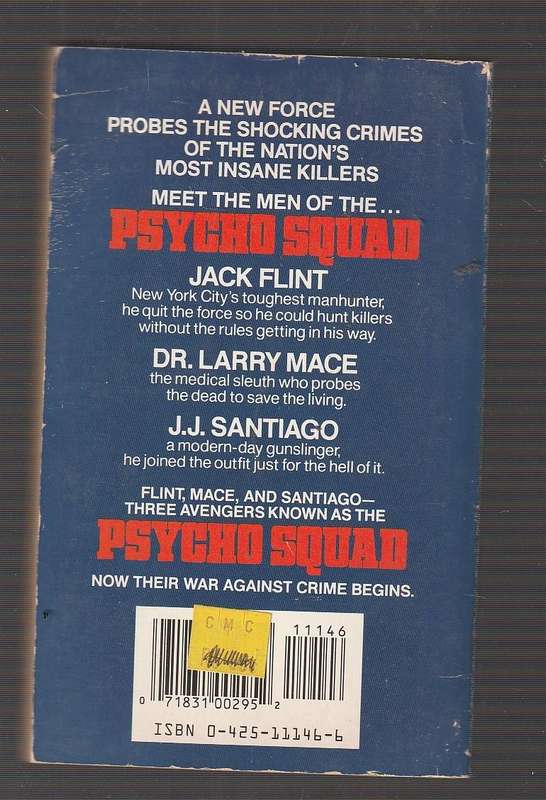 A NEW FORCE
PROBES THE SHOCKING CRIMES
OF THE NATION'S
MOST INSANE KILLERS
MEET THE MEN OF THE...
PSYCHO SQUAD
JACK FLINT
New York City's toughest manhunter,
he quit the force so he could hunt killers
without the rules getting in his way.
DR. LARRY MACE
the medical sleuth who probes
the dead to save the living.
J.J. SANTIAGO
a modern-day gunslinger,
he joined the outfit just for the hell of it.
FLINT, MACE, AND SANTIAGO—
THREE AVENGERS KNOWN AS THE
PSYCHO SQUAD
NOW THEIR WAR AGAINST CRIME BEGINS.
C M C
11146
0 71831 00295 2
ISBN 0-425-11146-6